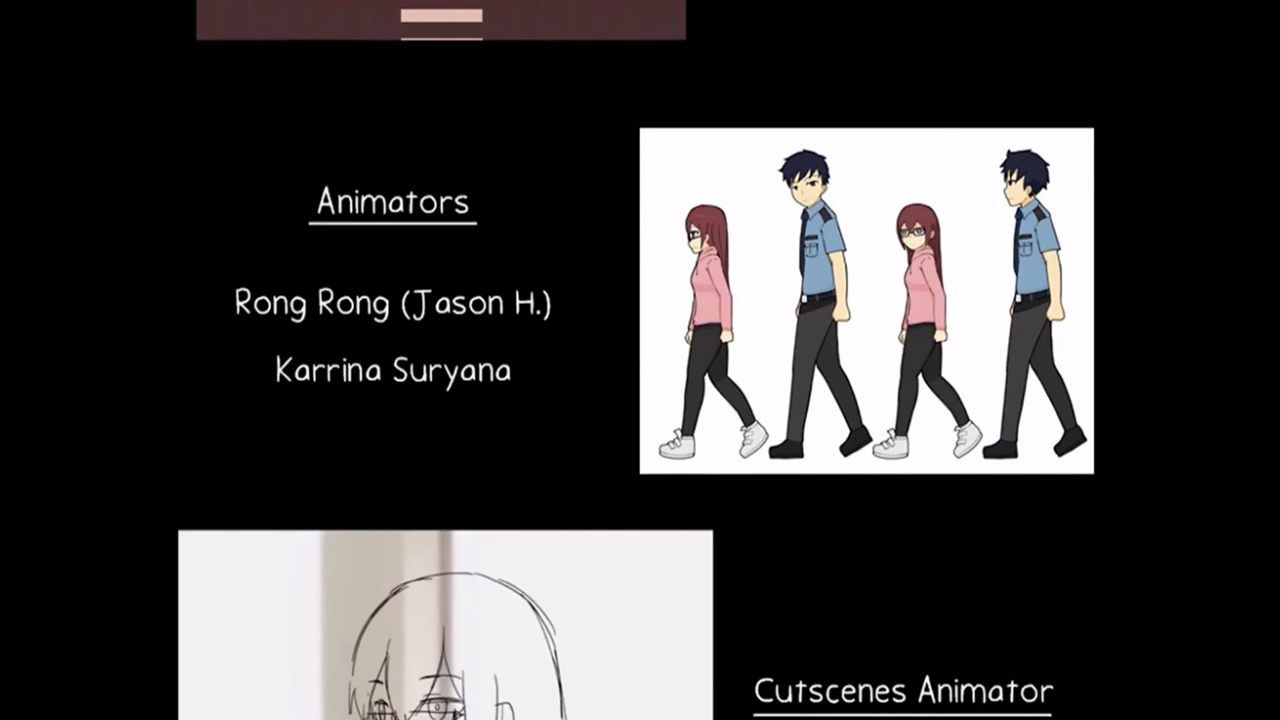 Animators
Rong Rong (Jason H.)
Karrina Suryana
Cutscenes Animator